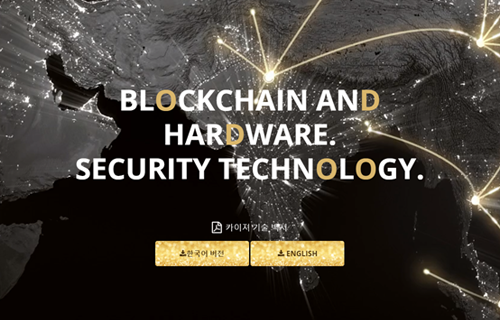 BLOCKCHAIN AND
HARDWARE.
SECURITY TECHNOLOGY.
카이저 기술 백서
한국어 버전
ENGLISH